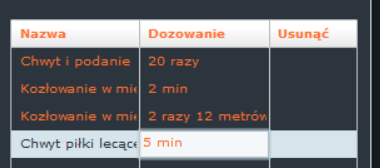 Nazwa Dozowanie Usunąć
Chwyt i podanie 20 razy
Kozłowanie w mie 2 min
Kozłowanie w mie 2 razy 12 metrów
Chwyt piłki lecące 5 min